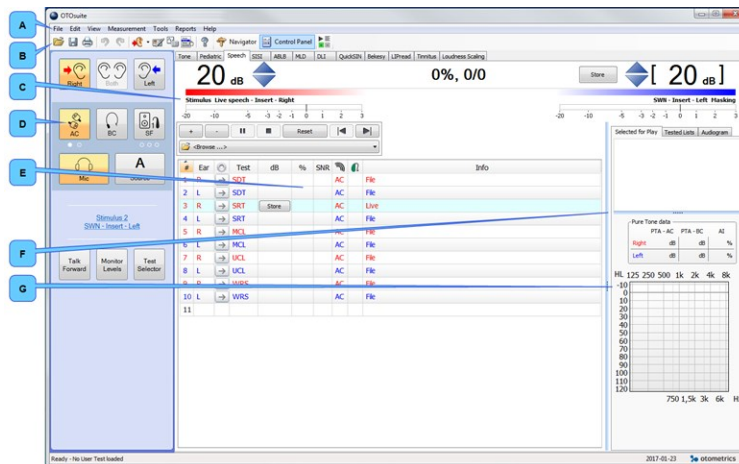 OTOsuite
A
File Edit View Measurement Tools Reports Help
B
Navigator Control Panel
Tone Pediatric Speech SISI ABLB MLD DLI QuickSIN Bekesy LIPread Tinnitus Loudness Scaling
Right Both Left
20 dB 0%, 0/0 Store [ 20 dB ]
C
Stimulus Live speech - Insert - Right SWN - Insert - Left Masking
-20 -10 -5 -3 -2 -1 0 1 2 3 -20 -10 -5 -3 -2 -1 0 1 2 3
D
AC BC SF
+ - Reset
Selected for Play Tested Lists Audiogram
<Browse ...>
E
Mic A
# Ear Test dB % SNR Info
1 R SDT AC File
2 L SDT AC File
3 R SRT Store AC Live
4 L SRT AC File
5 R MCL AC File
6 L MCL AC File
7 R UCL AC File
8 L UCL AC File
9 R WRS AC File
10 L WRS AC File
11
Stimulus 2
SWN - Insert - Left
F
Talk Forward Monitor Levels Test Selector
Pure Tone data
PTA - AC PTA - BC AI
Right dB dB %
Left dB dB %
G
HL 125 250 500 1k 2k 4k 8k
-10
0
10
20
30
40
50
60
70
80
90
100
110
120
750 1,5k 3k 6k
Ready - No User Test loaded 2017-01-23 otometrics